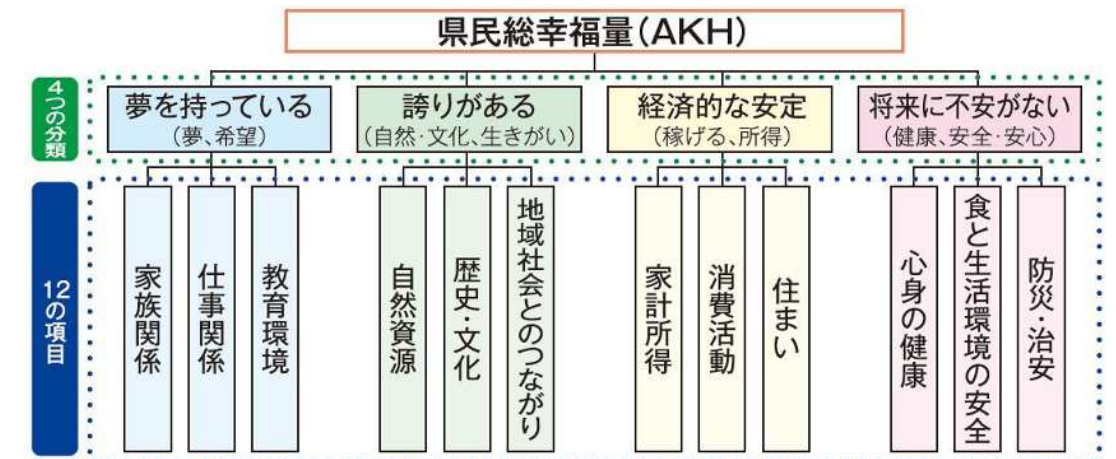 県民総幸福量(AKH)
4つの分類
夢を持っている
(夢、希望)
誇りがある
(自然・文化、生きがい)
経済的な安定
(稼げる、所得)
将来に不安がない
(健康、安全・安心)
12の項目
家族関係
仕事関係
教育環境
自然資源
歴史・文化
地域社会とのつながり
家計所得
消費活動
住まい
心身の健康
食と生活環境の安全
防災・治安